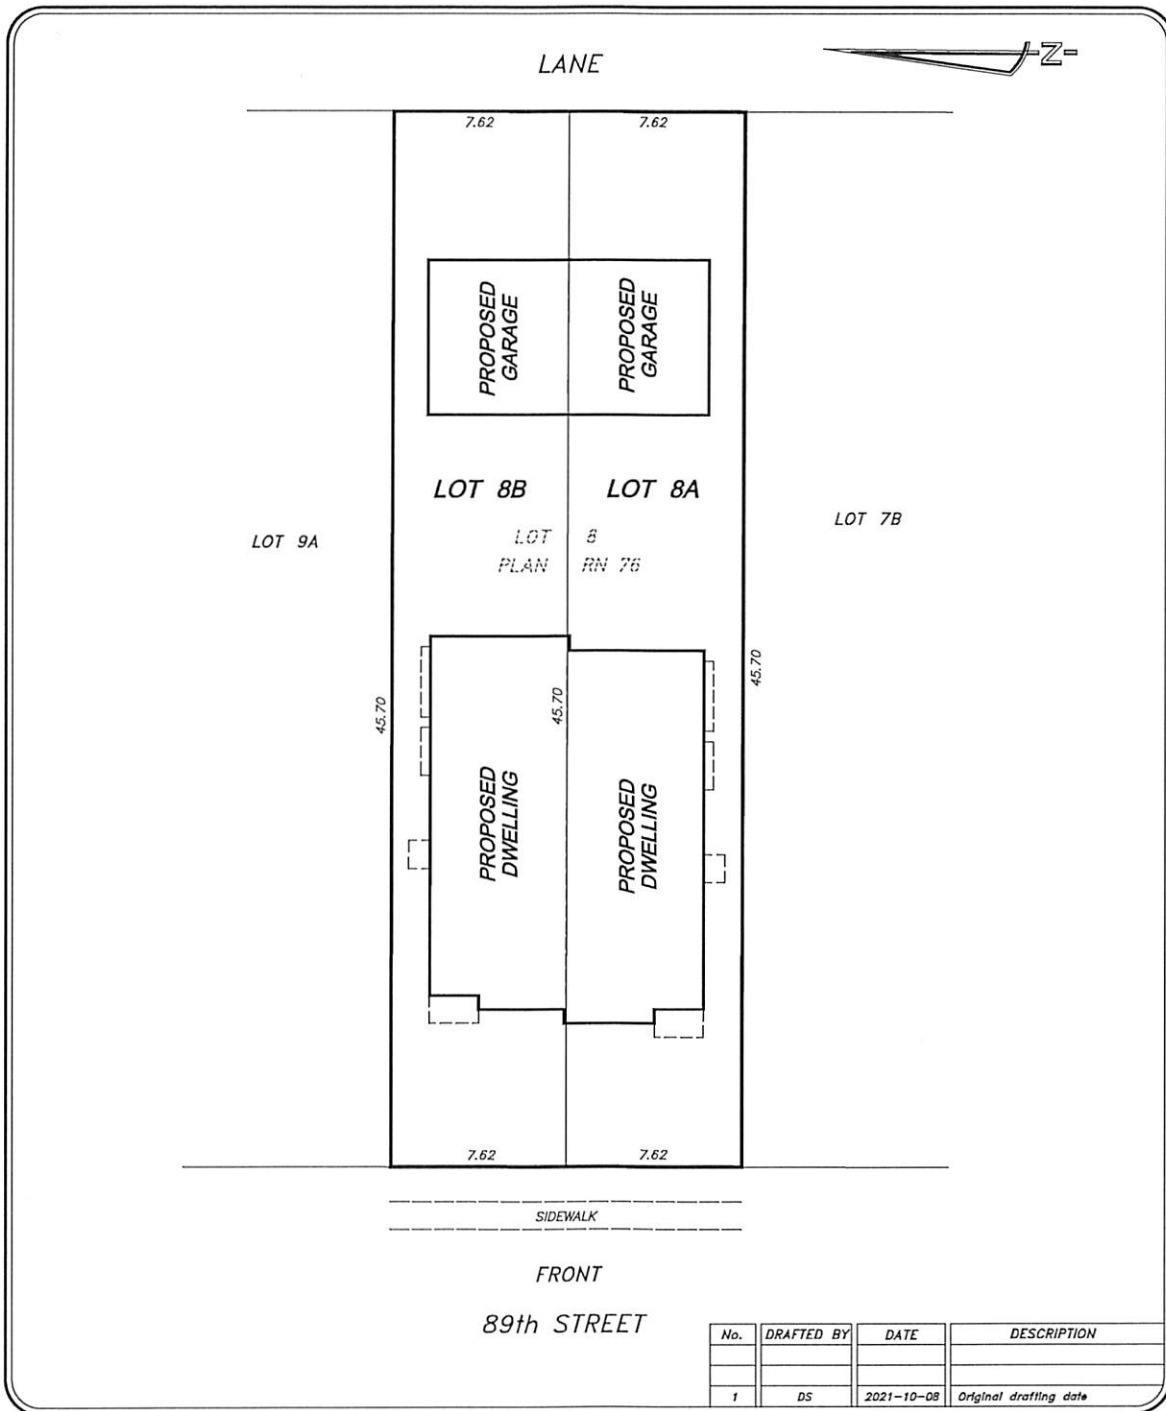 LANE
-Z-
7.62
7.62
PROPOSED
GARAGE
PROPOSED
GARAGE
LOT 8B
LOT 8A
LOT 9A
LOT 8
PLAN RN 76
LOT 7B
45.70
45.70
45.70
PROPOSED
DWELLING
PROPOSED
DWELLING
7.62
7.62
SIDEWALK
FRONT
89th STREET
No. DRAFTED BY DATE DESCRIPTION
1 DS 2021-10-08 Original drafting date